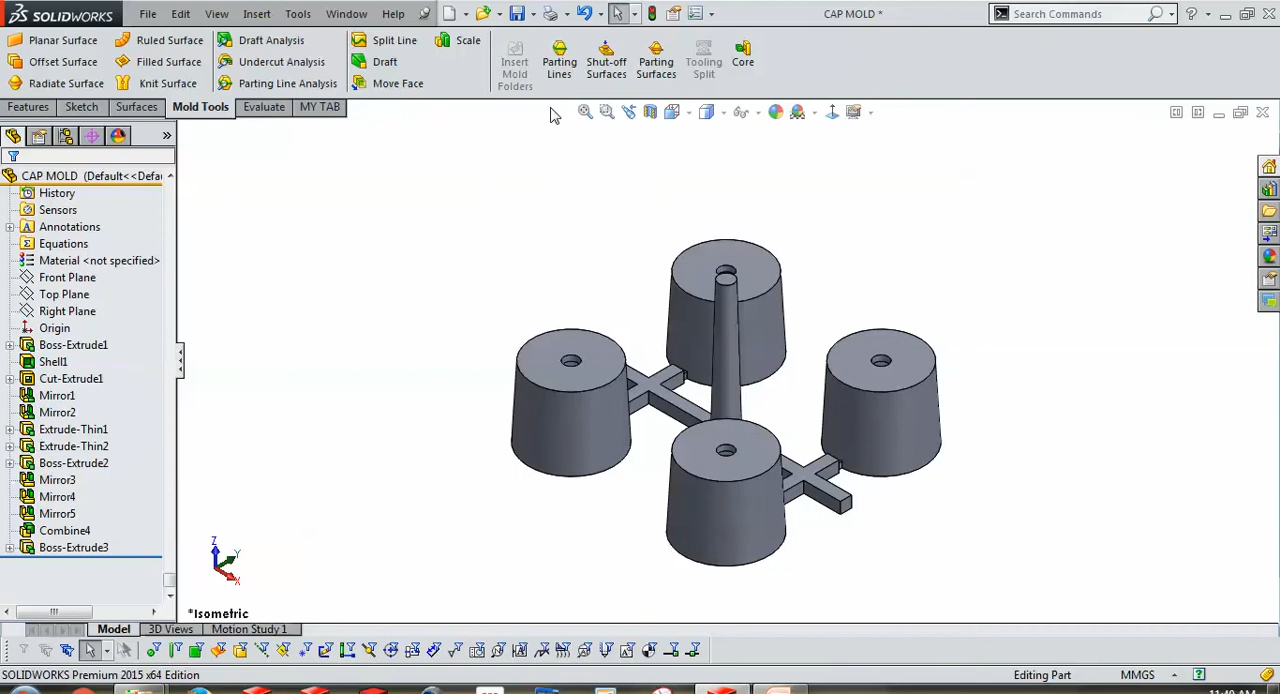 SOLIDWORKS File Edit View Insert Tools Window Help CAP MOLD * Search Commands
Planar Surface Ruled Surface Draft Analysis Split Line Scale
Offset Surface Filled Surface Undercut Analysis Draft
Radiate Surface Knit Surface Parting Line Analysis Move Face
Insert Mold Folders Parting Lines Shut-off Surfaces Parting Surfaces Tooling Split Core
Features Sketch Surfaces Mold Tools Evaluate MY TAB
CAP MOLD (Default<<Defau
History
Sensors
Annotations
Equations
Material <not specified>
Front Plane
Top Plane
Right Plane
Origin
Boss-Extrude1
Shell1
Cut-Extrude1
Mirror1
Mirror2
Extrude-Thin1
Extrude-Thin2
Boss-Extrude2
Mirror3
Mirror4
Mirror5
Combine4
Boss-Extrude3
Z
Y
X
*Isometric
Model 3D Views Motion Study 1
SOLIDWORKS Premium 2015 x64 Edition Editing Part MMGS